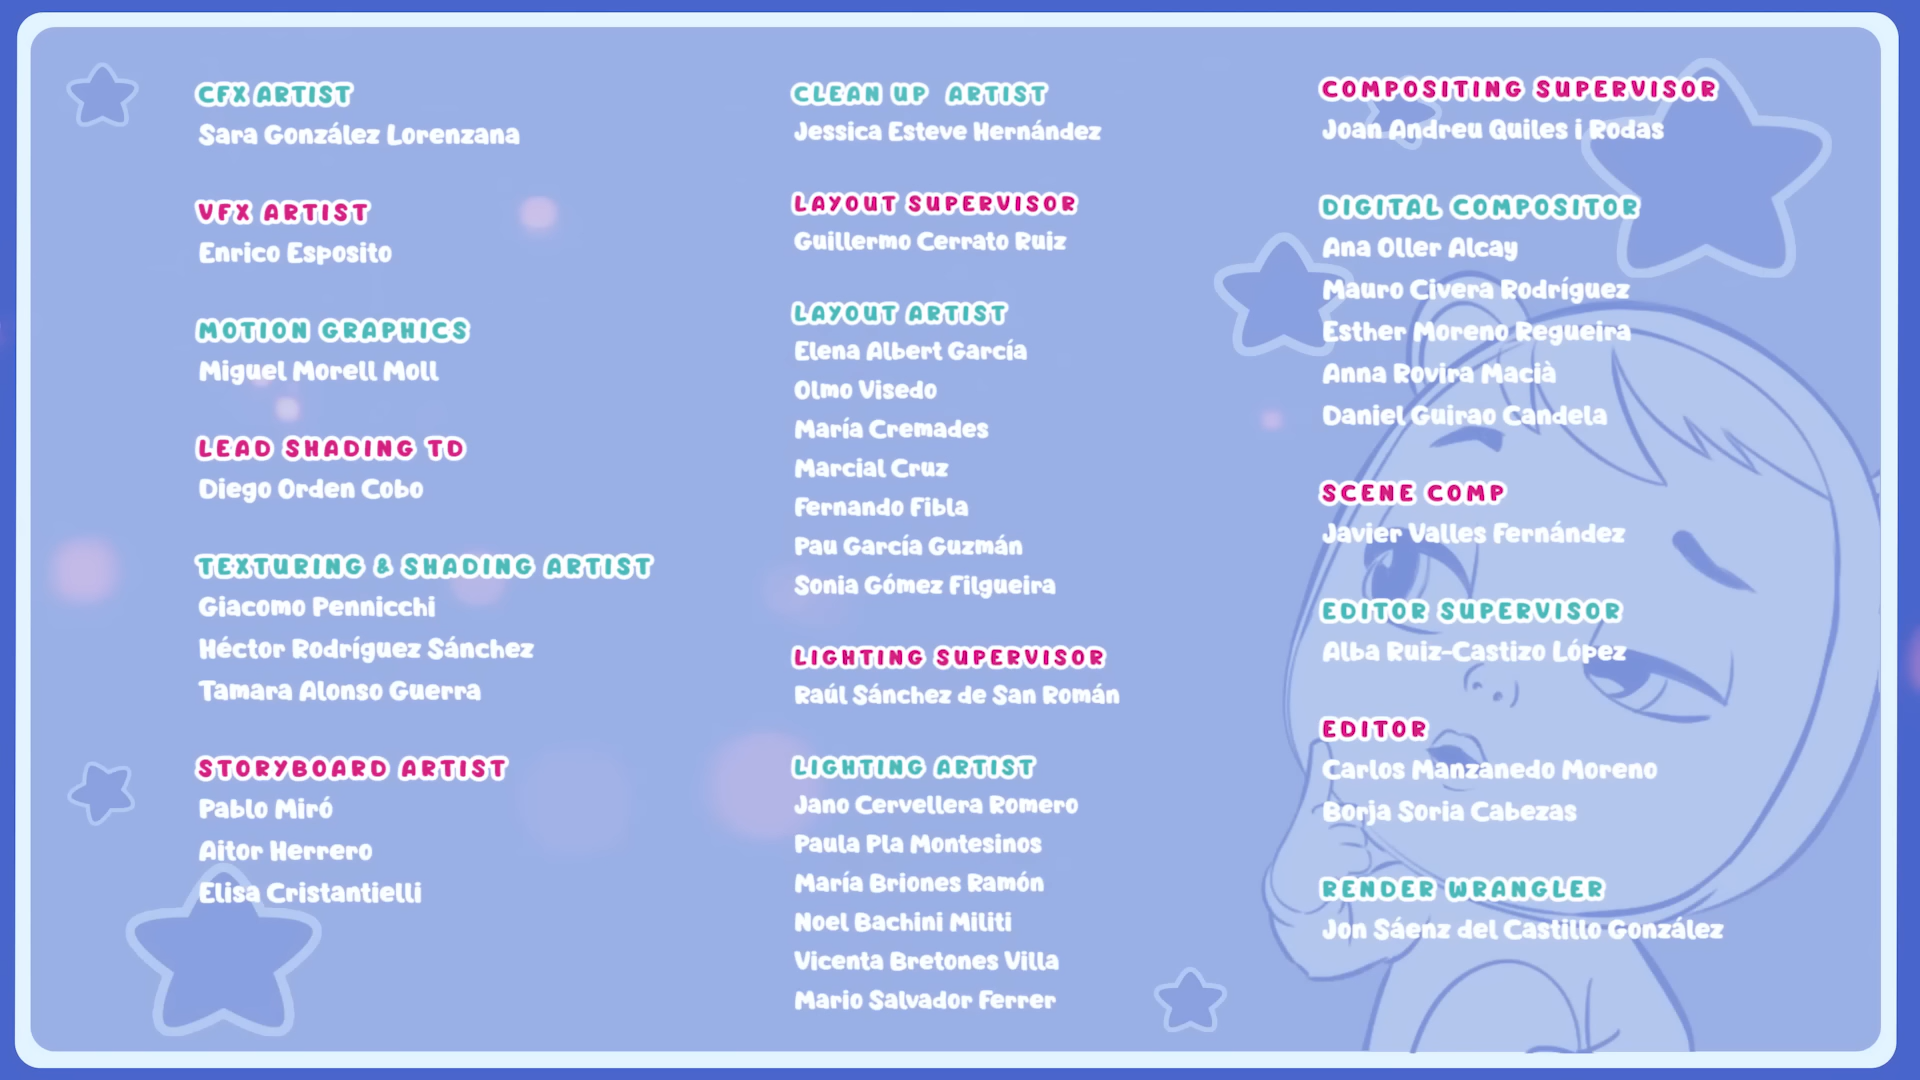 CFX ARTIST
Sara González Lorenzana
VFX ARTIST
Enrico Esposito
MOTION GRAPHICS
Miguel Morell Moll
LEAD SHADING TD
Diego Orden Cobo
TEXTURING & SHADING ARTIST
Giacomo Pennicchi
Héctor Rodríguez Sánchez
Tamara Alonso Guerra
STORYBOARD ARTIST
Pablo Miró
Aitor Herrero
Elisa Cristantielli
CLEAN UP ARTIST
Jessica Esteve Hernández
LAYOUT SUPERVISOR
Guillermo Cerrato Ruiz
LAYOUT ARTIST
Elena Albert García
Olmo Visedo
María Cremades
Marcial Cruz
Fernando Fibla
Pau García Guzmán
Sonia Gómez Filgueira
LIGHTING SUPERVISOR
Raúl Sánchez de San Román
LIGHTING ARTIST
Jano Cervellera Romero
Paula Pla Montesinos
María Briones Ramón
Noel Bachini Militi
Vicenta Bretones Villa
Mario Salvador Ferrer
COMPOSITING SUPERVISOR
Joan Andreu Quiles i Rodas
DIGITAL COMPOSITOR
Ana Oller Alcay
Mauro Civera Rodríguez
Esther Moreno Regueira
Anna Rovira Macià
Daniel Guirao Candela
SCENE COMP
Javier Valles Fernández
EDITOR SUPERVISOR
Alba Ruiz-Castizo López
EDITOR
Carlos Manzanedo Moreno
Borja Soria Cabezas
RENDER WRANGLER
Jon Sáenz del Castillo González